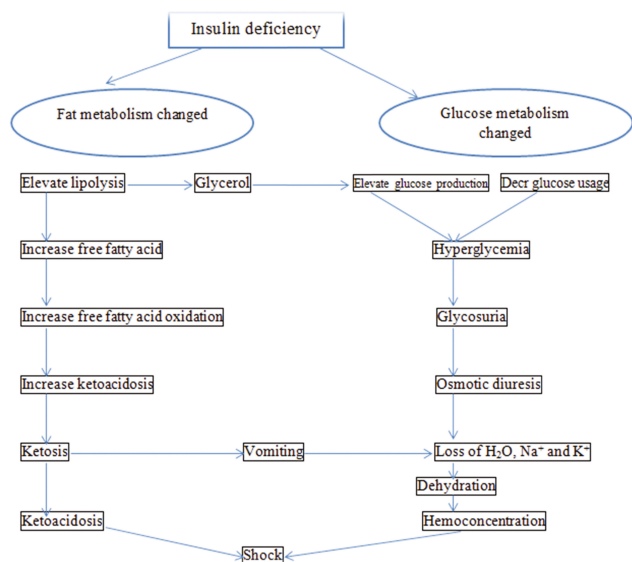 Insulin deficiency
Fat metabolism changed
Glucose metabolism
changed
Elevate lipolysis
Glycerol
Elevate glucose production
Decr glucose usage
Increase free fatty acid
Hyperglycemia
Increase free fatty acid oxidation
Glycosuria
Increase ketoacidosis
Osmotic diuresis
Ketosis
Vomiting
Loss of H₂O, Na⁺ and K⁺
Dehydration
Ketoacidosis
Hemoconcentration
Shock